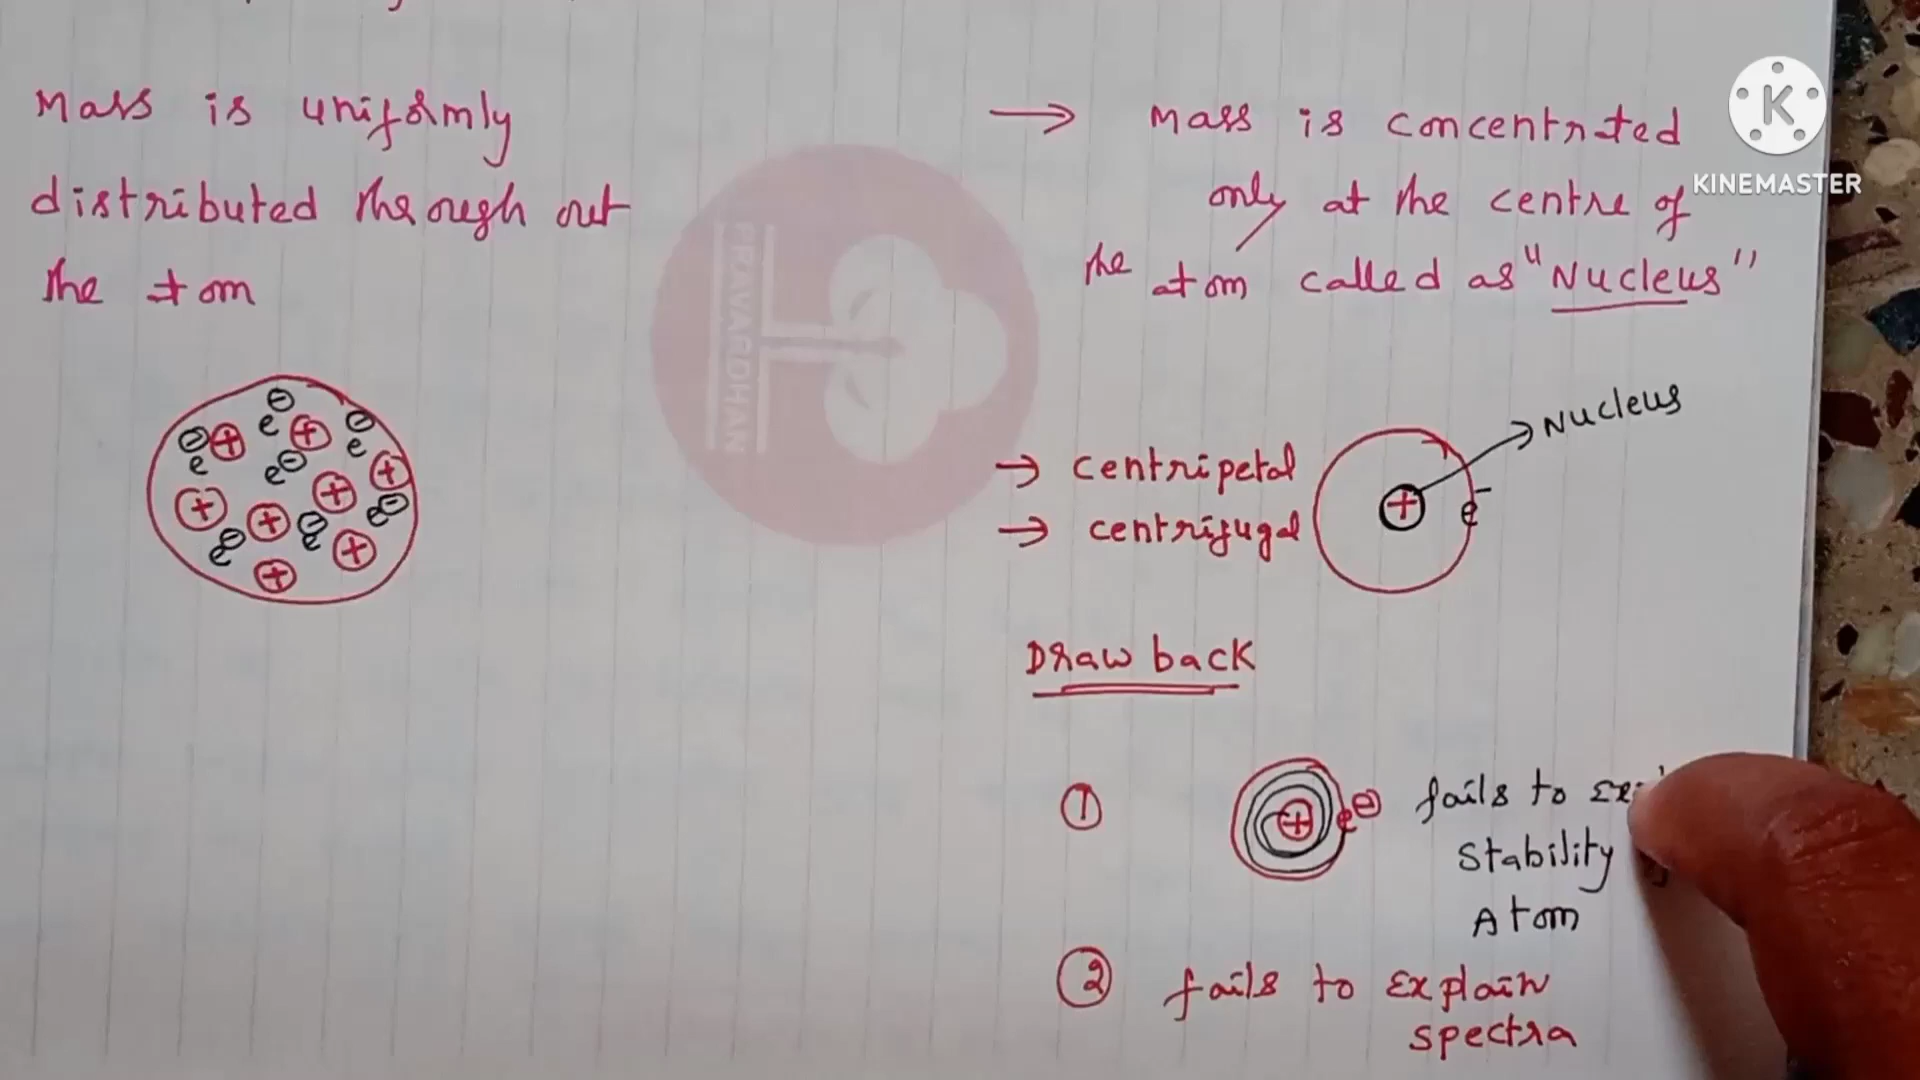 Mass is uniformly
distributed through out
the atom
→ Mass is concentrated
only at the centre of
the atom called as "Nucleus"
K
KINEMASTER
PRAVARDHAN
e⊖ ⊕ e⊖ ⊕ e⊖
e⊖ ⊕ ⊕
⊕ ⊕ e⊖ e⊖
e⊖ ⊕ ⊕
→ centripetal
→ centrifugal
Nucleus
+ e⁻
Draw back
① + e⊖ fails to
stability
Atom
② fails to Explain
spectra